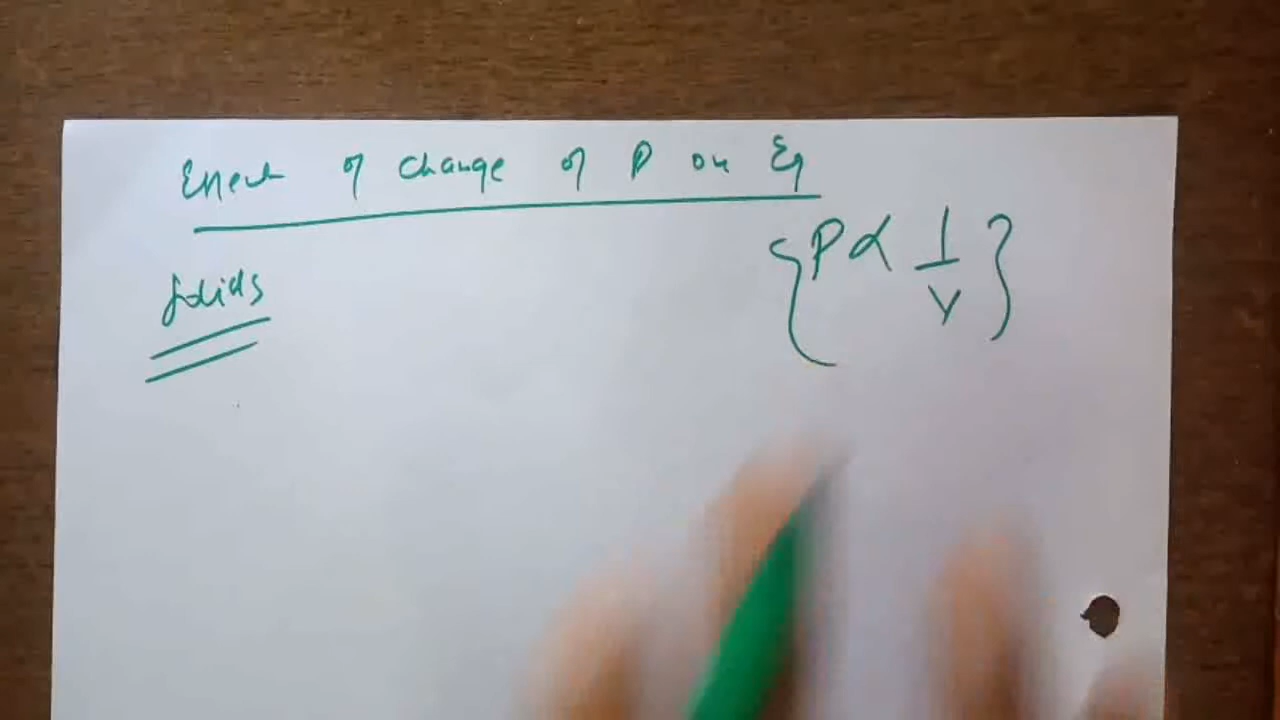 Effect of change of P on Eq
{P ∝ 1/V}
Solids